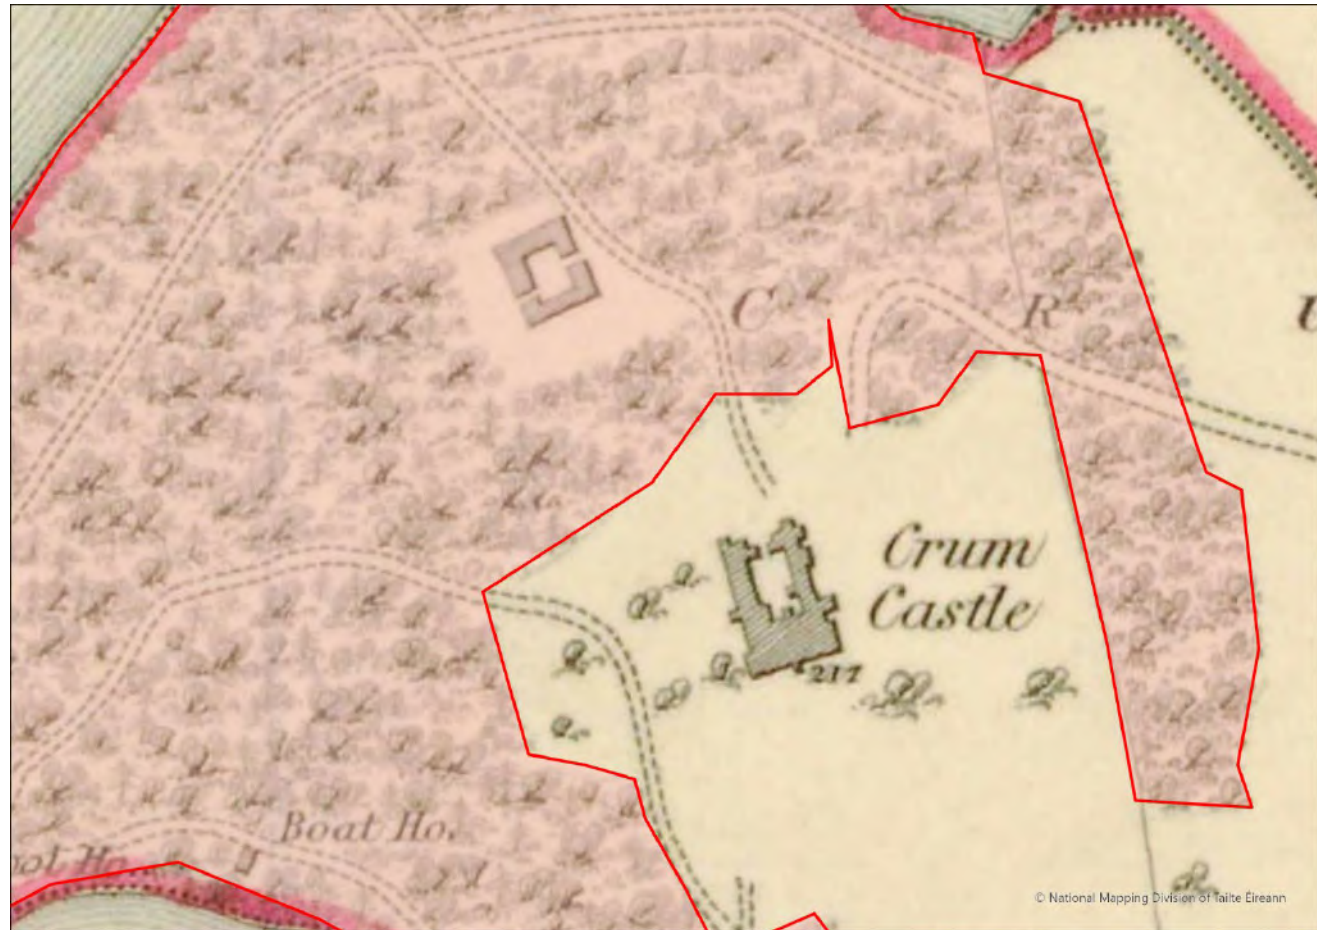 C R
Crum
Castle
217
Boat Ho.
© National Mapping Division of Tailte Éireann